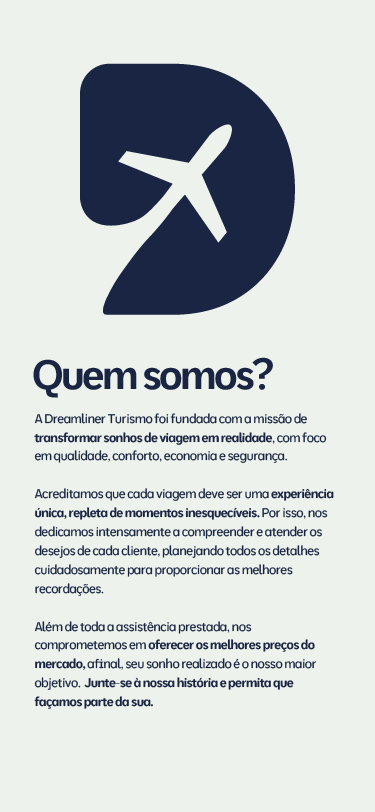 Quem somos?
A Dreamliner Turismo foi fundada com a missão de
transformar sonhos de viagem em realidade, com foco
em qualidade, conforto, economia e segurança.
Acreditamos que cada viagem deve ser uma experiência
única, repleta de momentos inesquecíveis. Por isso, nos
dedicamos intensamente a compreender e atender os
desejos de cada cliente, planejando todos os detalhes
cuidadosamente para proporcionar as melhores
recordações.
Além de toda a assistência prestada, nos
comprometemos em oferecer os melhores preços do
mercado, afinal, seu sonho realizado é o nosso maior
objetivo. Junte-se à nossa história e permita que
façamos parte da sua.